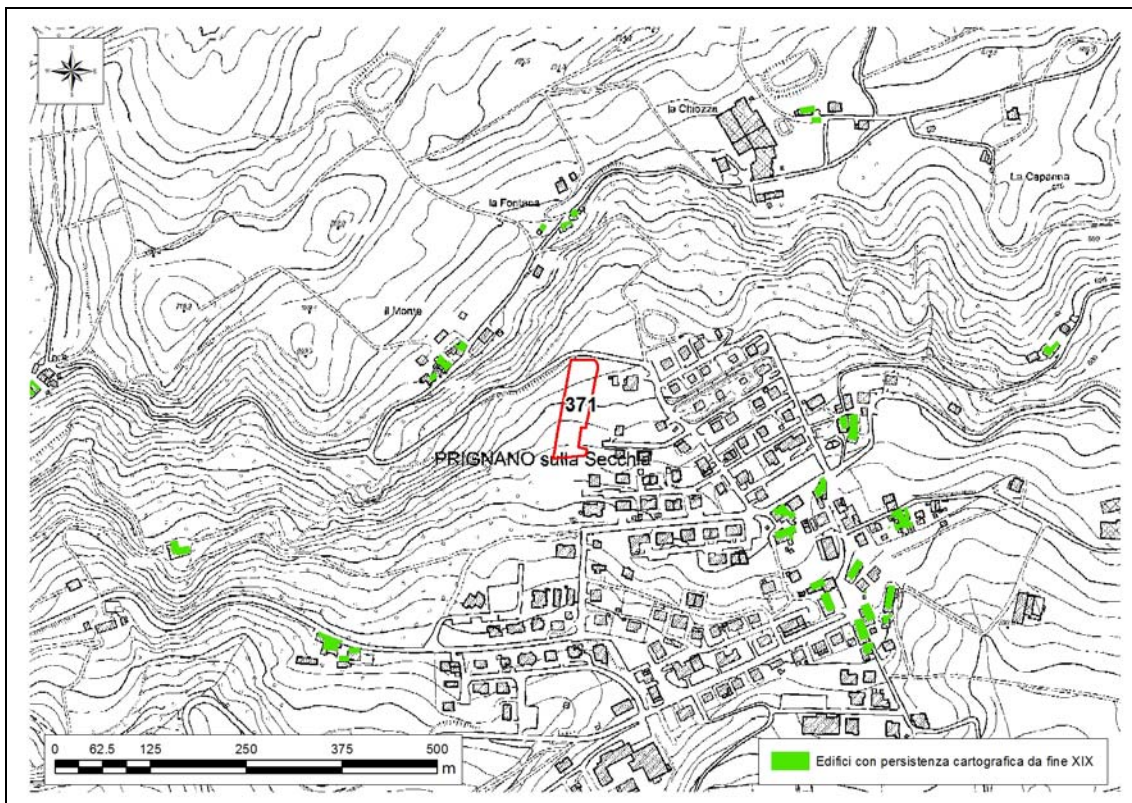 la Chiozza
La Capanna
la Fontana
il Monte
371
PRIGNANO sulla Secchia
0 62.5 125 250 375 500
m
Edifici con persistenza cartografica da fine XIX